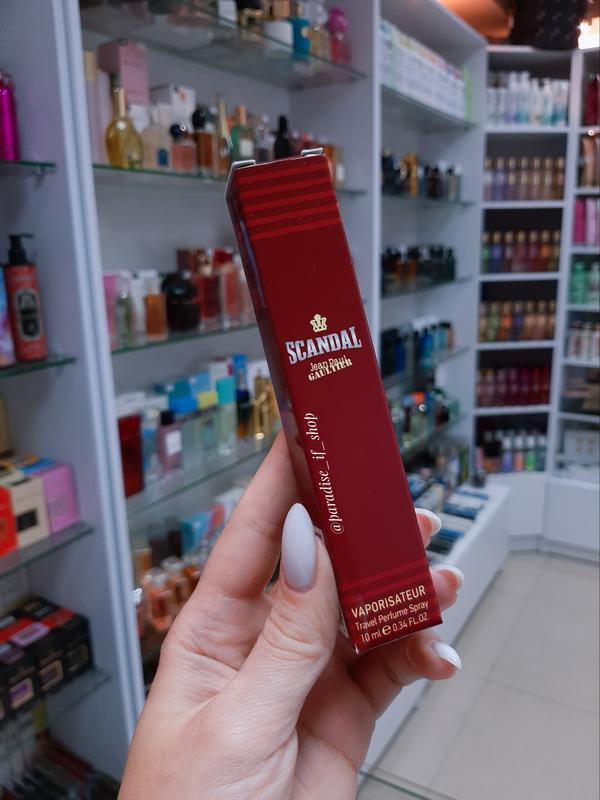 SCANDAL
Jean Paul
GAULTIER
@paradise_if_shop
VAPORISATEUR
Travel Perfume Spray
10 ml e 0.34 FL.OZ